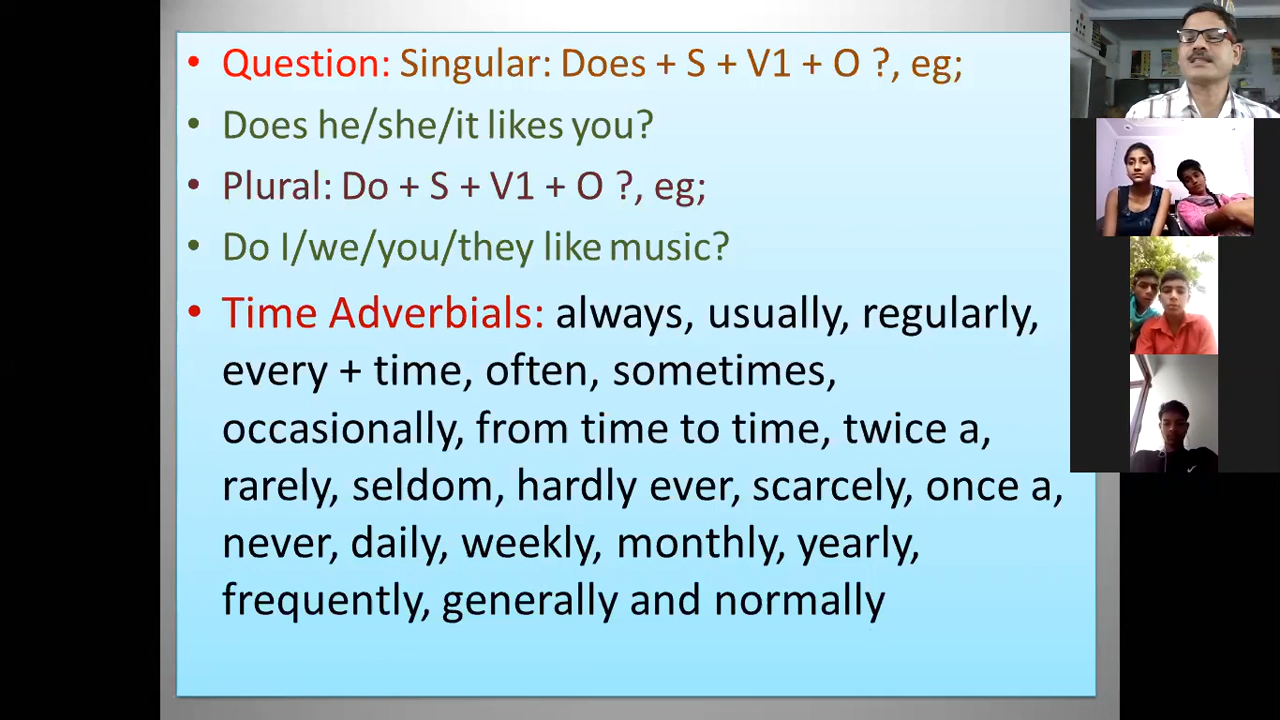 Question: Singular: Does + S + V1 + O ?, eg;
Does he/she/it likes you?
Plural: Do + S + V1 + O ?, eg;
Do I/we/you/they like music?
Time Adverbials: always, usually, regularly,
every + time, often, sometimes,
occasionally, from time to time, twice a,
rarely, seldom, hardly ever, scarcely, once a,
never, daily, weekly, monthly, yearly,
frequently, generally and normally